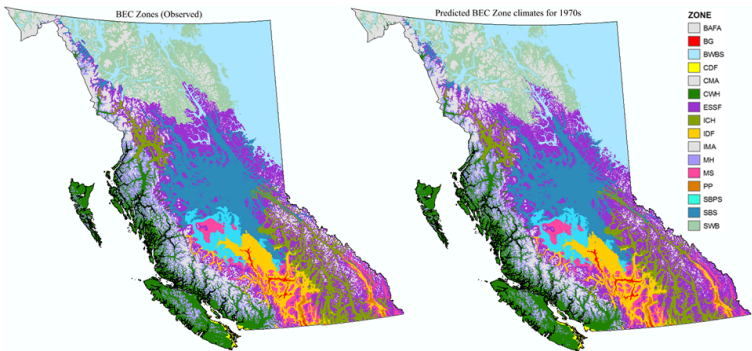 BEC Zones (Observed)
Predicted BEC Zone climates for 1970s
ZONE
BAFA
BG
BWBS
CDF
CMA
CWH
ESSF
ICH
IDF
IMA
MH
MS
PP
SBPS
SBS
SWB